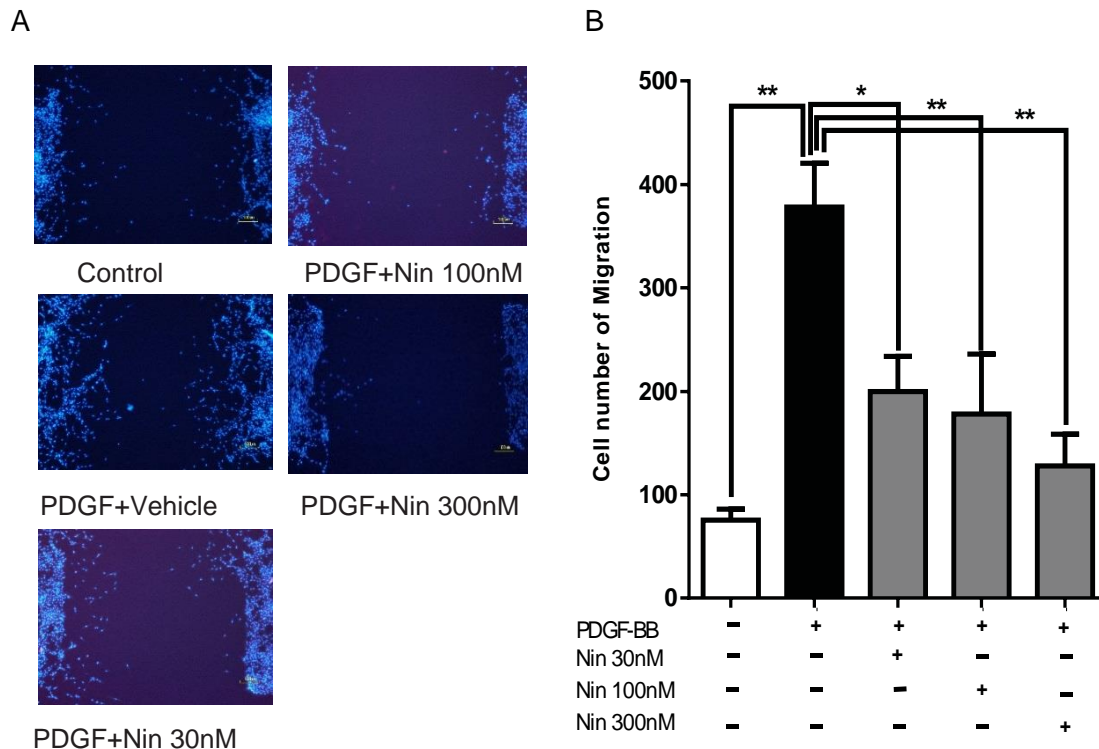 A
Control
PDGF+Nin 100nM
PDGF+Vehicle
PDGF+Nin 300nM
PDGF+Nin 30nM
B
500
400
300
200
100
0
Cell number of Migration
** * ** **
PDGF-BB - + + + +
Nin 30nM - - + - -
Nin 100nM - - - + -
Nin 300nM - - - - +